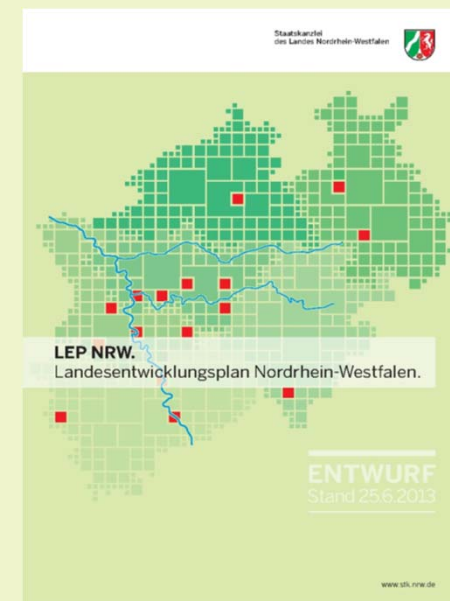 Staatskanzlei
des Landes Nordrhein-Westfalen
LEP NRW.
Landesentwicklungsplan Nordrhein-Westfalen.
ENTWURF
Stand 25.6.2013
www.stk.nrw.de